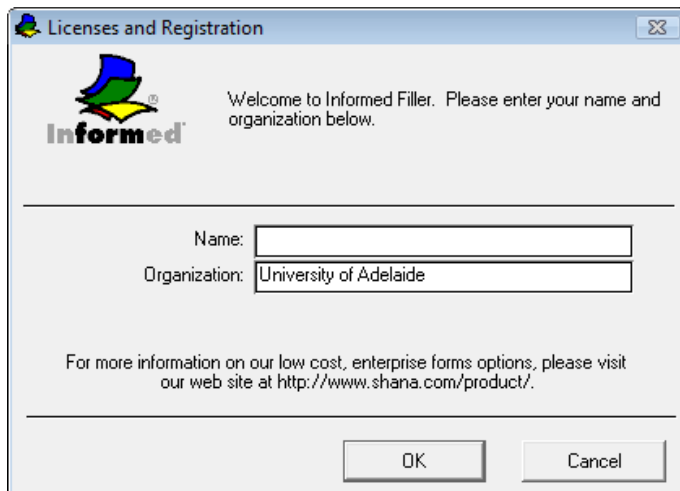 Licenses and Registration
Informed
Welcome to Informed Filler. Please enter your name and
organization below.
Name:
Organization: University of Adelaide
For more information on our low cost, enterprise forms options, please visit
our web site at http://www.shana.com/product/.
OK Cancel